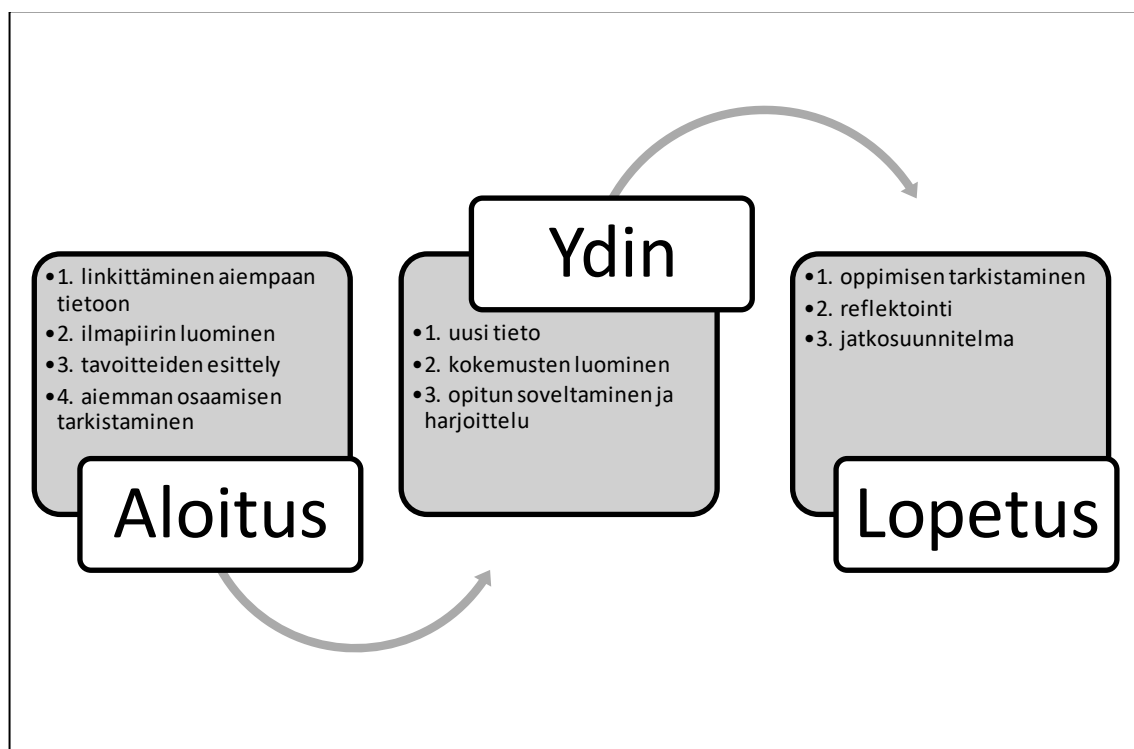 •1. linkittäminen aiempaan
tietoon
•2. ilmapiirin luominen
•3. tavoitteiden esittely
•4. aiemman osaamisen
tarkistaminen
Aloitus
Ydin
•1. uusi tieto
•2. kokemusten luominen
•3. opitun soveltaminen ja
harjoittelu
•1. oppimisen tarkistaminen
•2. reflektointi
•3. jatkosuunnitelma
Lopetus